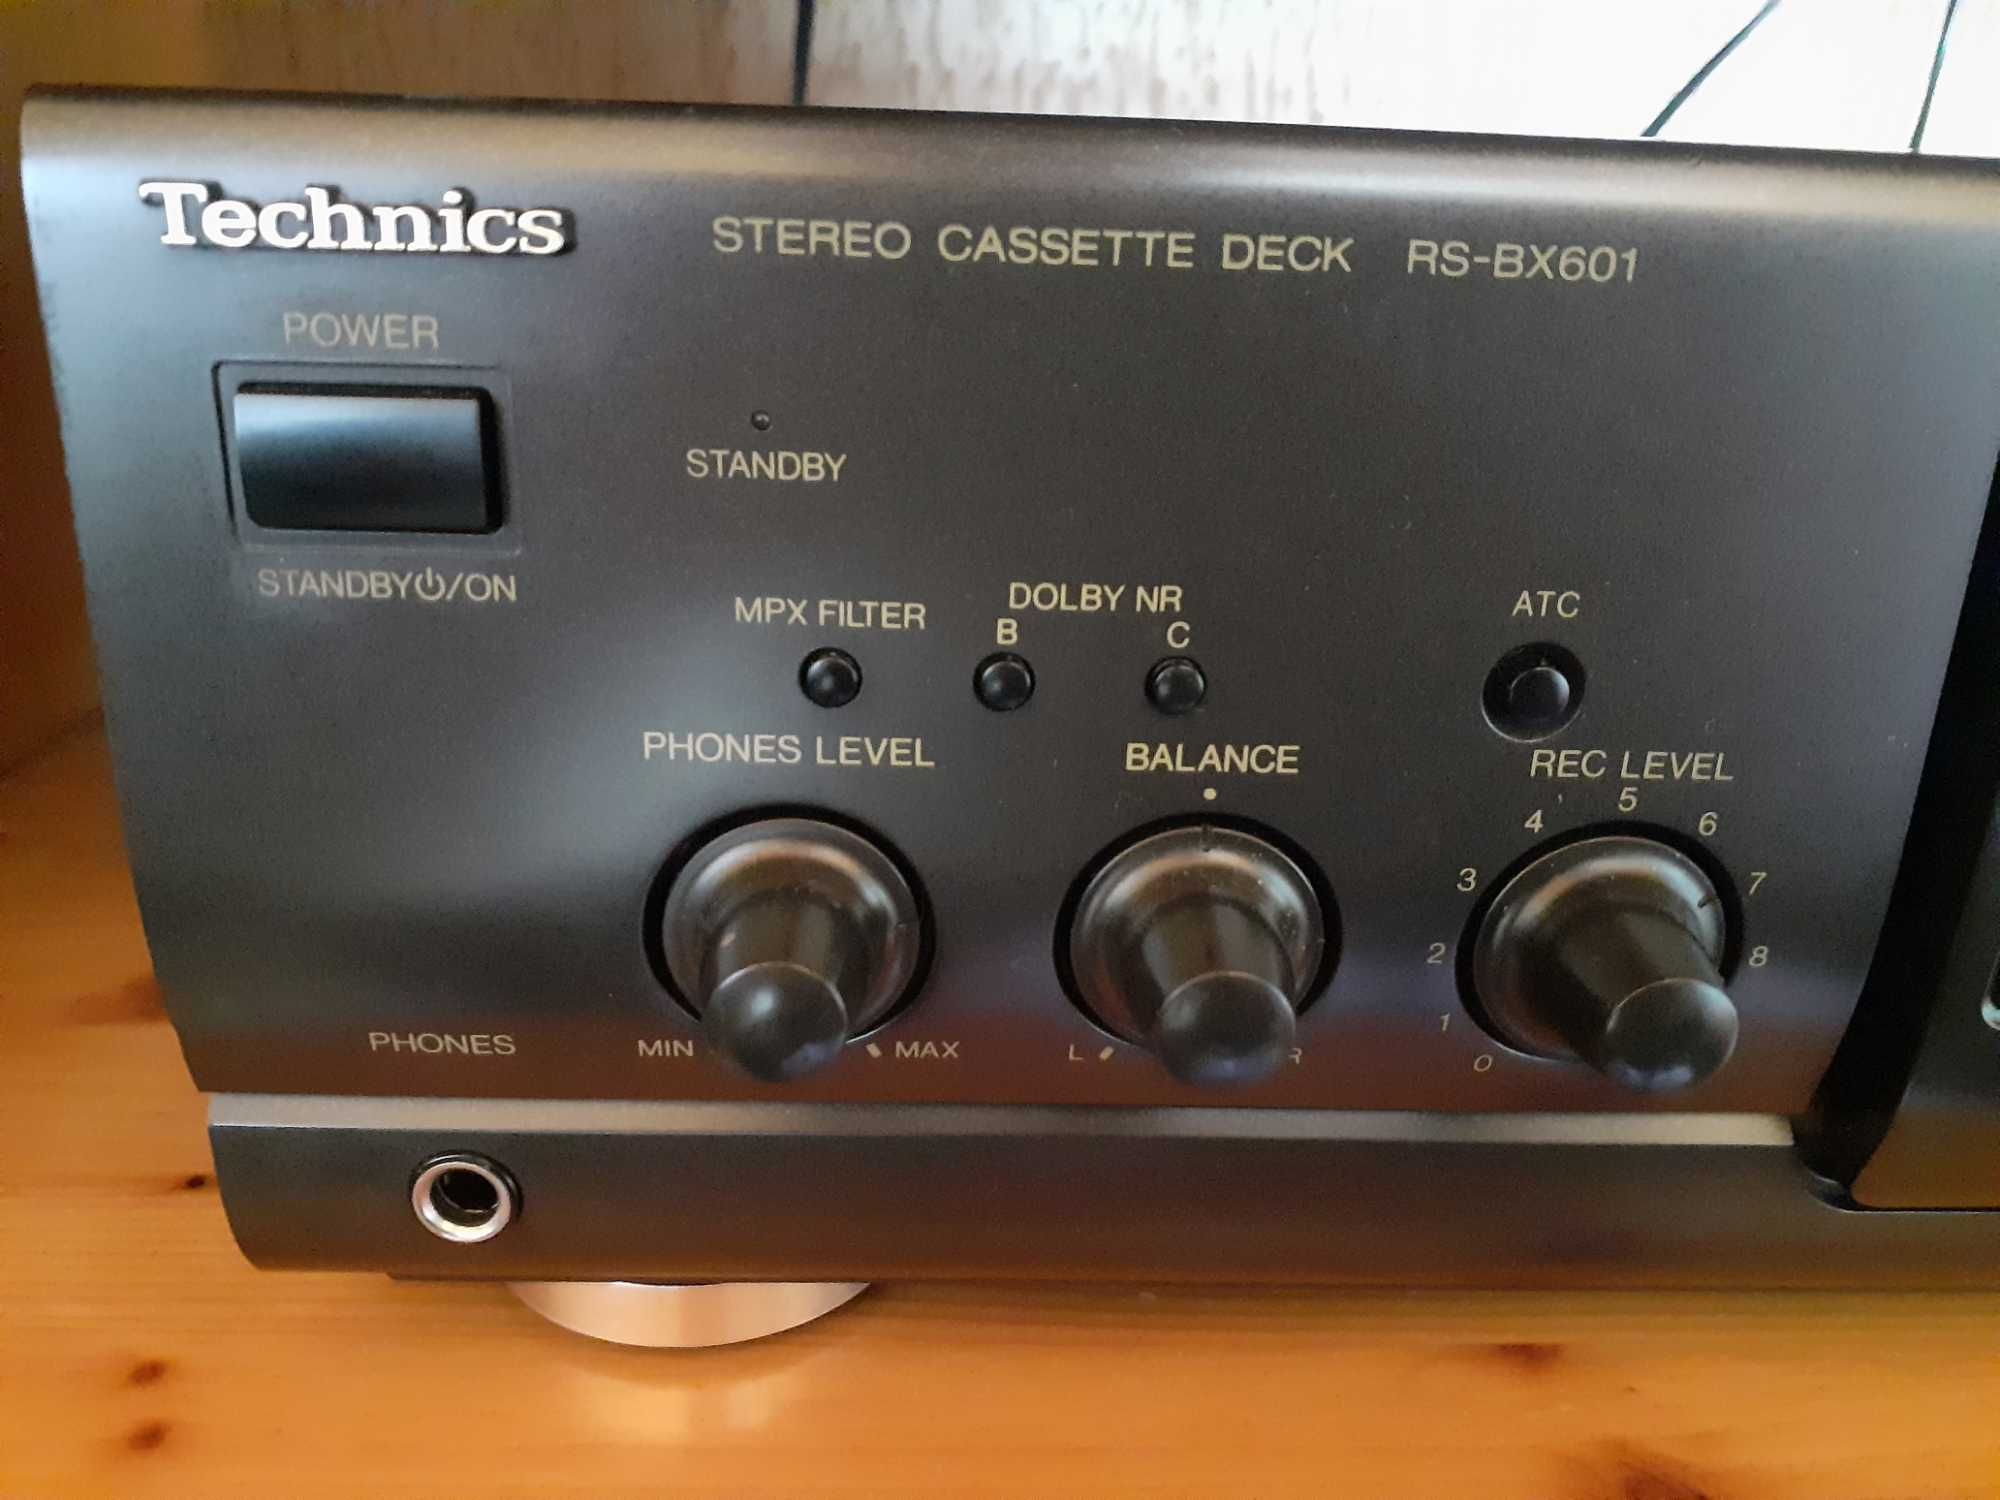 Technics
STEREO CASSETTE DECK RS-BX601
POWER
STANDBY
STANDBY⏻/ON
MPX FILTER
DOLBY NR
B C
ATC
PHONES LEVEL
BALANCE
REC LEVEL
0 1 2 3 4 5 6 7 8
PHONES
MIN MAX
L R